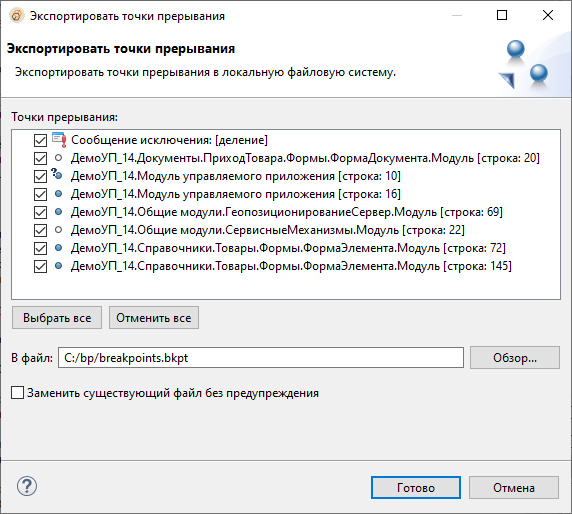 Экспортировать точки прерывания
Экспортировать точки прерывания
Экспортировать точки прерывания в локальную файловую систему.
Точки прерывания:
Сообщение исключения: [деление]
ДемоУП_14.Документы.ПриходТовара.Формы.ФормаДокумента.Модуль [строка: 20]
ДемоУП_14.Модуль управляемого приложения [строка: 10]
ДемоУП_14.Модуль управляемого приложения [строка: 16]
ДемоУП_14.Общие модули.ГеопозиционированиеСервер.Модуль [строка: 69]
ДемоУП_14.Общие модули.СервисныеМеханизмы.Модуль [строка: 22]
ДемоУП_14.Справочники.Товары.Формы.ФормаЭлемента.Модуль [строка: 72]
ДемоУП_14.Справочники.Товары.Формы.ФормаЭлемента.Модуль [строка: 145]
Выбрать все Отменить все
В файл: C:/bp/breakpoints.bkpt Обзор...
Заменить существующий файл без предупреждения
? Готово Отмена